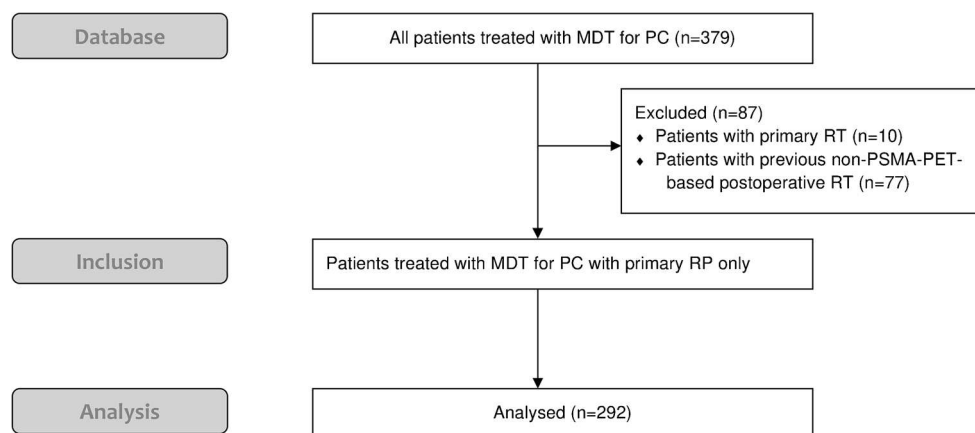 Database
All patients treated with MDT for PC (n=379)
Excluded (n=87)
♦ Patients with primary RT (n=10)
♦ Patients with previous non-PSMA-PET-
based postoperative RT (n=77)
Inclusion
Patients treated with MDT for PC with primary RP only
Analysis
Analysed (n=292)